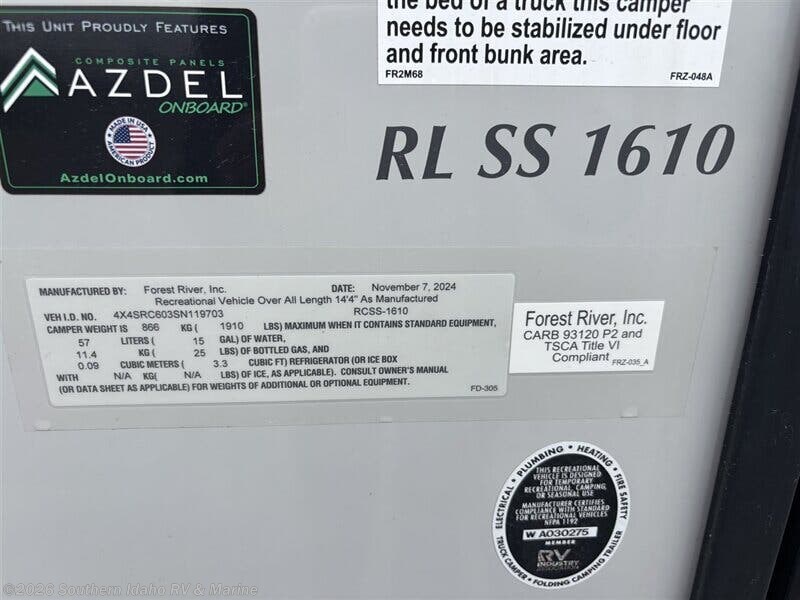 THIS UNIT PROUDLY FEATURES
COMPOSITE PANELS
AZDEL
ONBOARD®
MADE IN USA
AMERICAN PRODUCT
AzdelOnboard.com
the bed of a truck this camper
needs to be stabilized under floor
and front bunk area.
FR2M68 FRZ-048A
RL SS 1610
MANUFACTURED BY: Forest River, Inc. DATE: November 7, 2024
Recreational Vehicle Over All Length 14'4" As Manufactured
VEH I.D. NO. 4X4SRC603SN119703 RCSS-1610
CAMPER WEIGHT IS 866 KG ( 1910 LBS) MAXIMUM WHEN IT CONTAINS STANDARD EQUIPMENT,
57 LITERS ( 15 GAL) OF WATER,
11.4 KG ( 25 LBS) OF BOTTLED GAS, AND
0.09 CUBIC METERS ( 3.3 CUBIC FT) REFRIGERATOR (OR ICE BOX
WITH N/A KG( N/A LBS) OF ICE, AS APPLICABLE). CONSULT OWNER'S MANUAL
(OR DATA SHEET AS APPLICABLE) FOR WEIGHTS OF ADDITIONAL OR OPTIONAL EQUIPMENT.
FD-305
Forest River, Inc.
CARB 93120 P2 and
TSCA Title VI
Compliant FRZ-035_A
ELECTRICAL • PLUMBING • HEATING • FIRE SAFETY
THIS RECREATIONAL
VEHICLE IS DESIGNED
FOR TEMPORARY
RECREATIONAL, CAMPING,
OR SEASONAL USE
MANUFACTURER CERTIFIES
COMPLIANCE WITH STANDARD
FOR RECREATIONAL VEHICLES
NFPA 1192
W A030275
MEMBER
RV
INDUSTRY
ASSOCIATION
TRUCK CAMPER • FOLDING CAMPING TRAILER
©2026 Southern Idaho RV & Marine